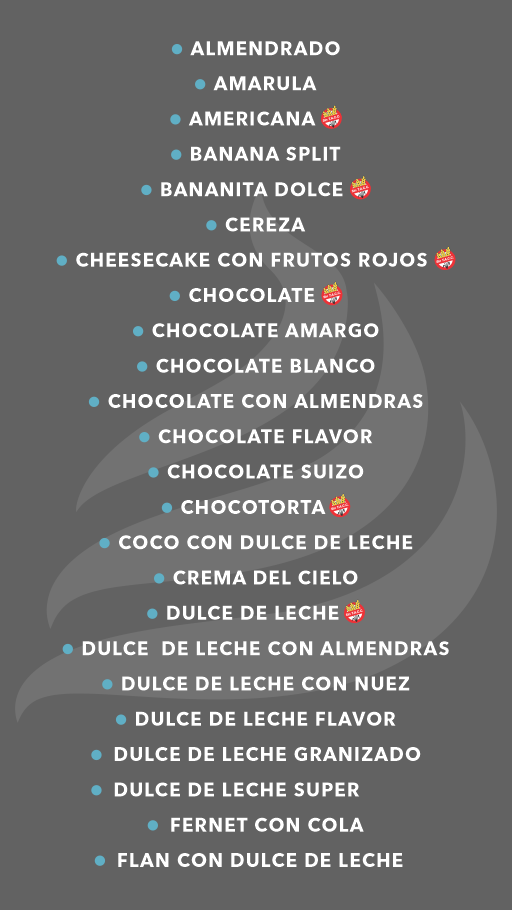 ALMENDRADO
AMARULA
AMERICANA
BANANA SPLIT
BANANITA DOLCE
CEREZA
CHEESECAKE CON FRUTOS ROJOS
CHOCOLATE
CHOCOLATE AMARGO
CHOCOLATE BLANCO
CHOCOLATE CON ALMENDRAS
CHOCOLATE FLAVOR
CHOCOLATE SUIZO
CHOCOTORTA
COCO CON DULCE DE LECHE
CREMA DEL CIELO
DULCE DE LECHE
DULCE DE LECHE CON ALMENDRAS
DULCE DE LECHE CON NUEZ
DULCE DE LECHE FLAVOR
DULCE DE LECHE GRANIZADO
DULCE DE LECHE SUPER
FERNET CON COLA
FLAN CON DULCE DE LECHE